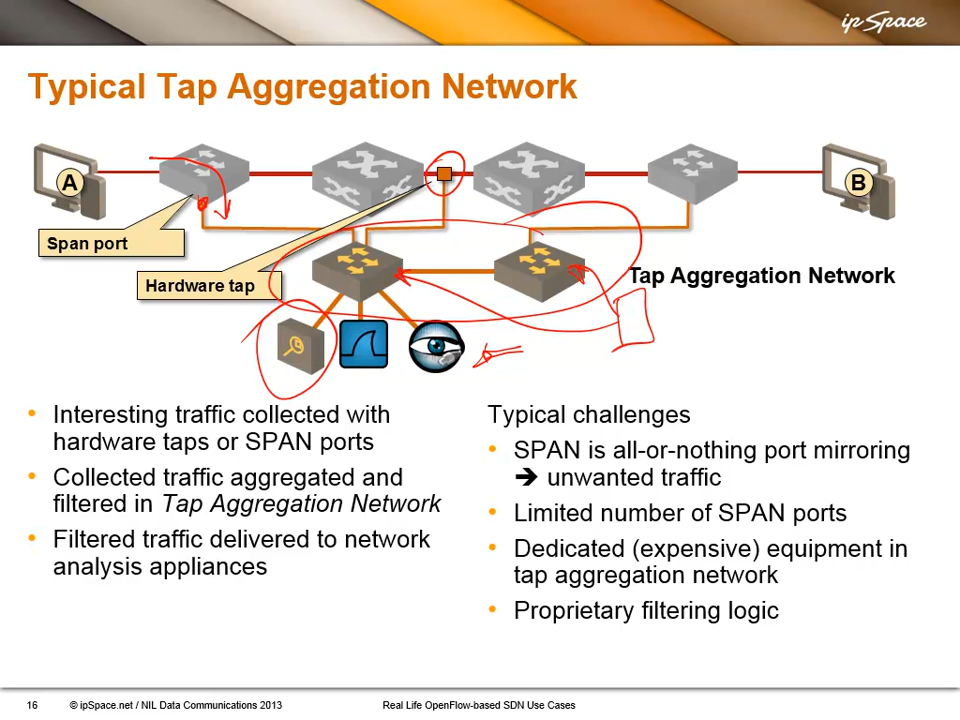 ipSpace
Typical Tap Aggregation Network
A
B
Span port
Hardware tap
Tap Aggregation Network
• Interesting traffic collected with
hardware taps or SPAN ports
• Collected traffic aggregated and
filtered in Tap Aggregation Network
• Filtered traffic delivered to network
analysis appliances
Typical challenges
• SPAN is all-or-nothing port mirroring
➔ unwanted traffic
• Limited number of SPAN ports
• Dedicated (expensive) equipment in
tap aggregation network
• Proprietary filtering logic
16 © ipSpace.net / NIL Data Communications 2013 Real Life OpenFlow-based SDN Use Cases